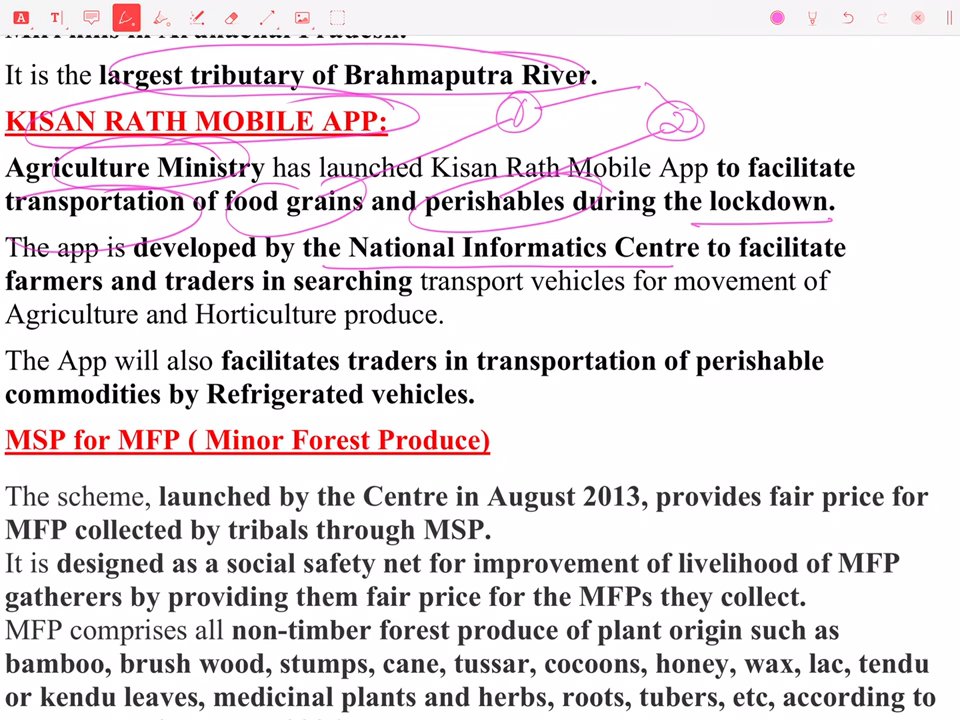 It is the largest tributary of Brahmaputra River.
KISAN RATH MOBILE APP:
1
2
Agriculture Ministry has launched Kisan Rath Mobile App to facilitate
transportation of food grains and perishables during the lockdown.
The app is developed by the National Informatics Centre to facilitate
farmers and traders in searching transport vehicles for movement of
Agriculture and Horticulture produce.
The App will also facilitates traders in transportation of perishable
commodities by Refrigerated vehicles.
MSP for MFP ( Minor Forest Produce)
The scheme, launched by the Centre in August 2013, provides fair price for
MFP collected by tribals through MSP.
It is designed as a social safety net for improvement of livelihood of MFP
gatherers by providing them fair price for the MFPs they collect.
MFP comprises all non-timber forest produce of plant origin such as
bamboo, brush wood, stumps, cane, tussar, cocoons, honey, wax, lac, tendu
or kendu leaves, medicinal plants and herbs, roots, tubers, etc, according to